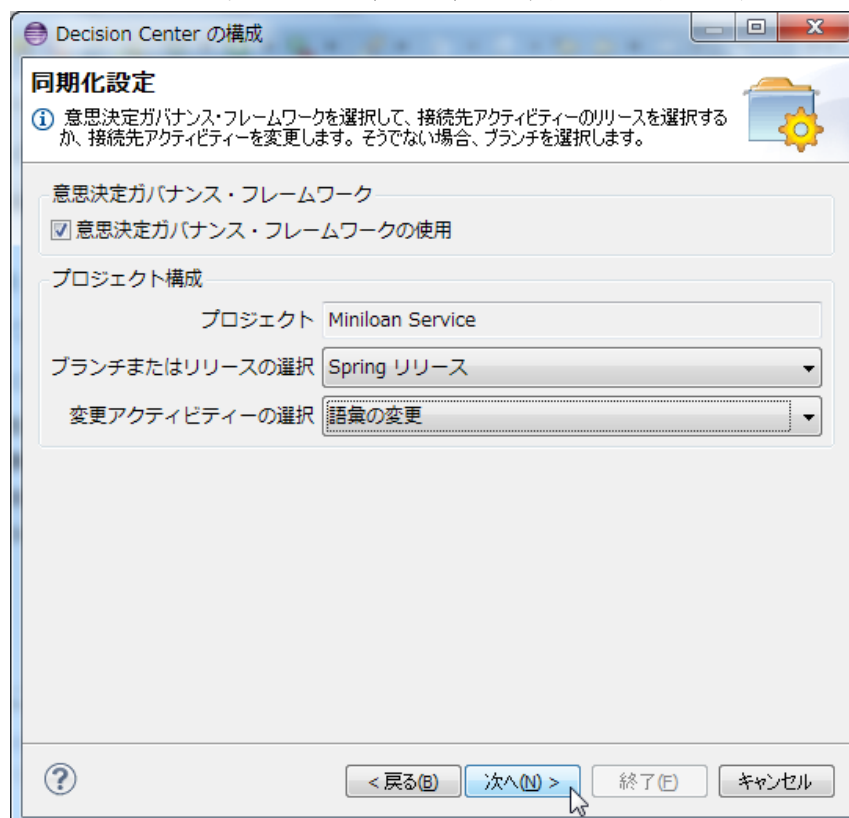 Decision Center の構成
同期化設定
意思決定ガバナンス・フレームワークを選択して、接続先アクティビティーのリリースを選択する
か、接続先アクティビティーを変更します。そうでない場合、ブランチを選択します。
意思決定ガバナンス・フレームワーク
意思決定ガバナンス・フレームワークの使用
プロジェクト構成
プロジェクト Miniloan Service
ブランチまたはリリースの選択 Spring リリース
変更アクティビティーの選択 語彙の変更
? < 戻る(B) 次へ(N) > 終了(F) キャンセル